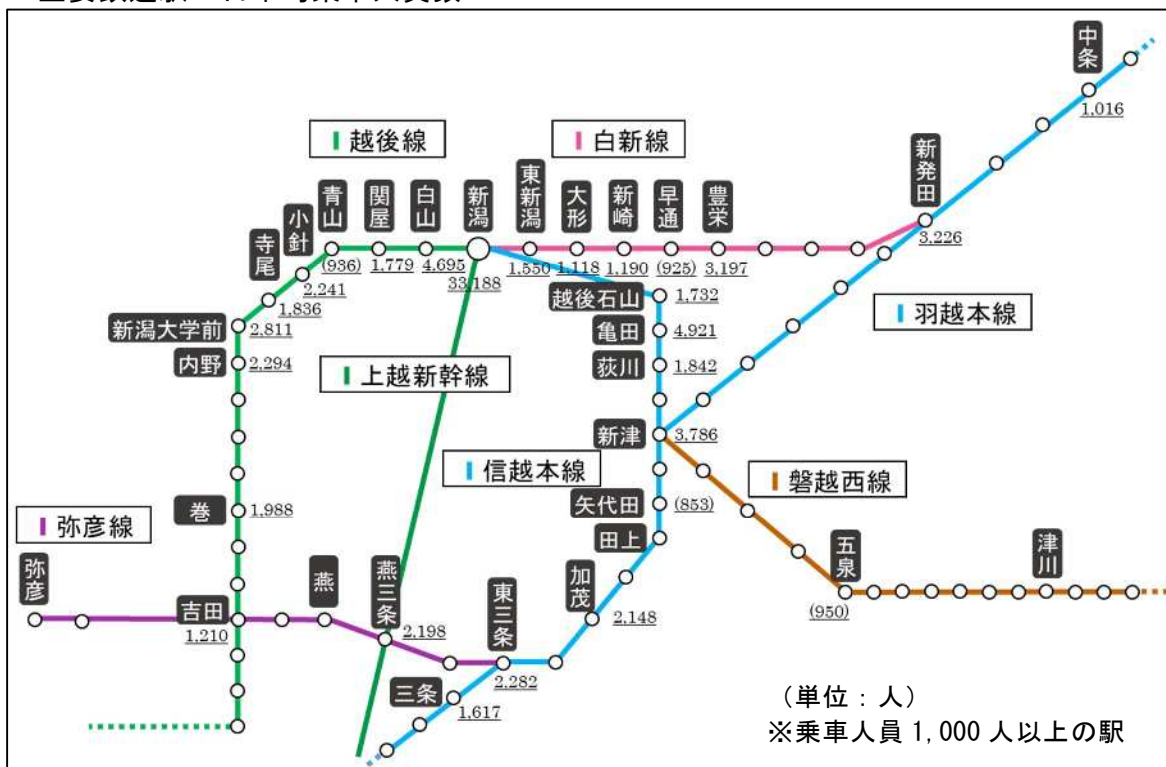 中条
1,016
越後線
白新線
新発田
3,226
青山
関屋
白山
新潟
東新潟
大形
新崎
早通
豊栄
小針
寺尾
(936)
1,779
4,695
33,188
1,550
1,118
1,190
(925)
3,197
2,241
1,836
越後石山
1,732
羽越本線
新潟大学前
2,811
亀田
4,921
内野
2,294
上越新幹線
荻川
1,842
新津
3,786
信越本線
磐越西線
巻
1,988
矢代田
(853)
弥彦線
田上
五泉
津川
弥彦
燕
燕三条
東三条
加茂
(950)
吉田
1,210
2,198
2,148
2,282
三条
1,617
（単位：人）
※乗車人員 1,000 人以上の駅